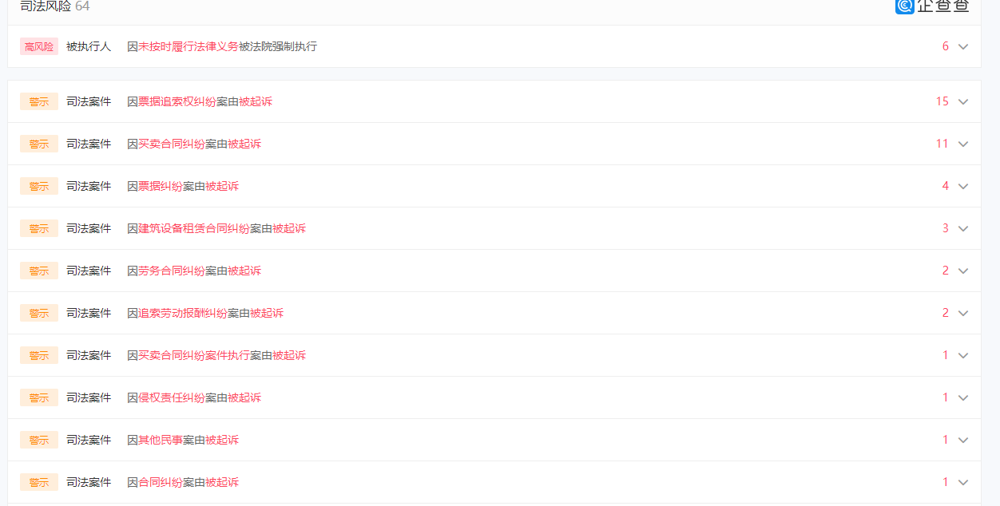 司法风险 64
企查查
高风险 被执行人 因未按时履行法律义务被法院强制执行 6
警示 司法案件 因票据追索权纠纷案由被起诉 15
警示 司法案件 因买卖合同纠纷案由被起诉 11
警示 司法案件 因票据纠纷案由被起诉 4
警示 司法案件 因建筑设备租赁合同纠纷案由被起诉 3
警示 司法案件 因劳务合同纠纷案由被起诉 2
警示 司法案件 因追索劳动报酬纠纷案由被起诉 2
警示 司法案件 因买卖合同纠纷案件执行案由被起诉 1
警示 司法案件 因侵权责任纠纷案由被起诉 1
警示 司法案件 因其他民事案由被起诉 1
警示 司法案件 因合同纠纷案由被起诉 1